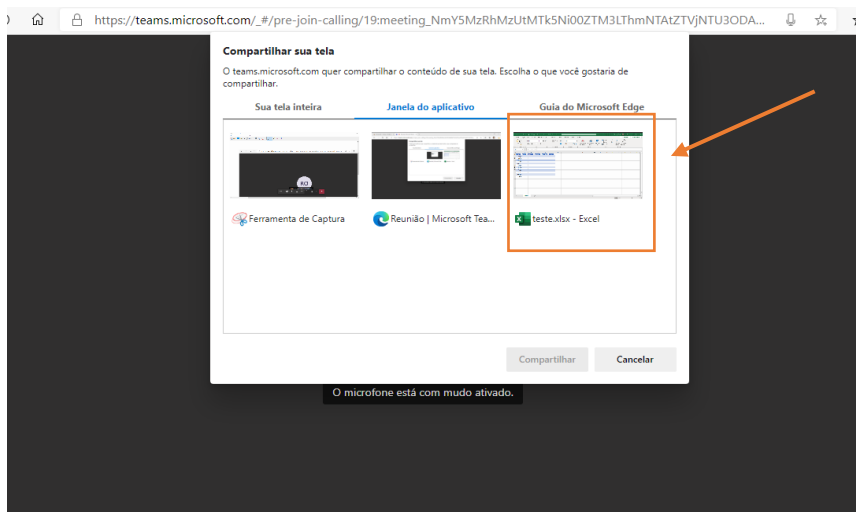 https://teams.microsoft.com/_#/pre-join-calling/19:meeting_NmY5MzRhMzUtMTk5Ni00ZTM3LThmNTAtZTVjNTU3ODA...
Compartilhar sua tela
O teams.microsoft.com quer compartilhar o conteúdo de sua tela. Escolha o que você gostaria de
compartilhar.
Sua tela inteira Janela do aplicativo Guia do Microsoft Edge
RO
Ferramenta de Captura Reunião | Microsoft Tea... teste.xlsx - Excel
Compartilhar Cancelar
O microfone está com mudo ativado.